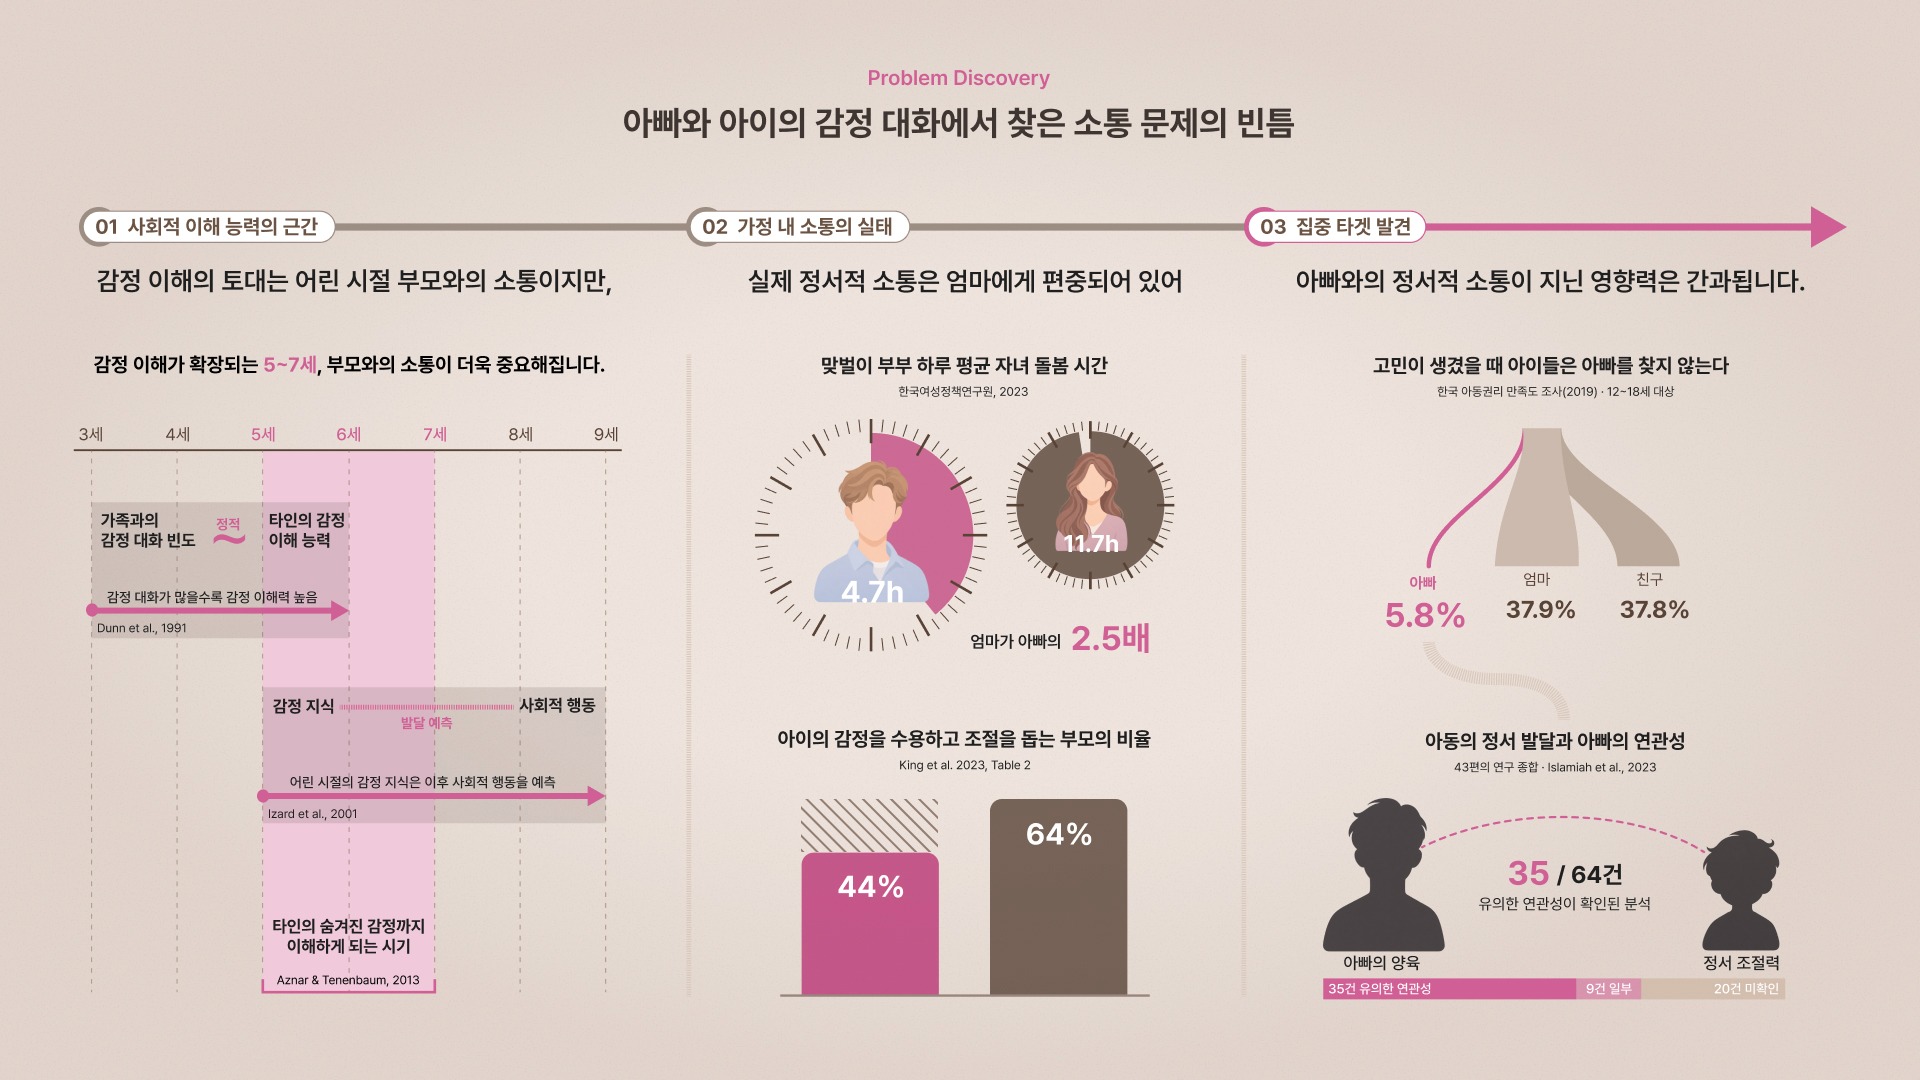 Problem Discovery
아빠와 아이의 감정 대화에서 찾은 소통 문제의 빈틈
01 사회적 이해 능력의 근간
감정 이해의 토대는 어린 시절 부모와의 소통이지만,
감정 이해가 확장되는 5~7세, 부모와의 소통이 더욱 중요해집니다.
3세 4세 5세 6세 7세 8세 9세
가족과의
감정 대화 빈도
정적
타인의 감정
이해 능력
감정 대화가 많을수록 감정 이해력 높음
Dunn et al., 1991
감정 지식
발달 예측
사회적 행동
어린 시절의 감정 지식은 이후 사회적 행동을 예측
Izard et al., 2001
타인의 숨겨진 감정까지
이해하게 되는 시기
Aznar & Tenenbaum, 2013
02 가정 내 소통의 실태
실제 정서적 소통은 엄마에게 편중되어 있어
맞벌이 부부 하루 평균 자녀 돌봄 시간
한국여성정책연구원, 2023
4.7h
11.7h
엄마가 아빠의 2.5배
아이의 감정을 수용하고 조절을 돕는 부모의 비율
King et al. 2023, Table 2
44%
64%
03 집중 타겟 발견
아빠와의 정서적 소통이 지닌 영향력은 간과됩니다.
고민이 생겼을 때 아이들은 아빠를 찾지 않는다
한국 아동권리 만족도 조사(2019) · 12~18세 대상
아빠
5.8%
엄마
37.9%
친구
37.8%
아동의 정서 발달과 아빠의 연관성
43편의 연구 종합 · Islamiah et al., 2023
35 / 64건
유의한 연관성이 확인된 분석
아빠의 양육
정서 조절력
35건 유의한 연관성
9건 일부
20건 미확인